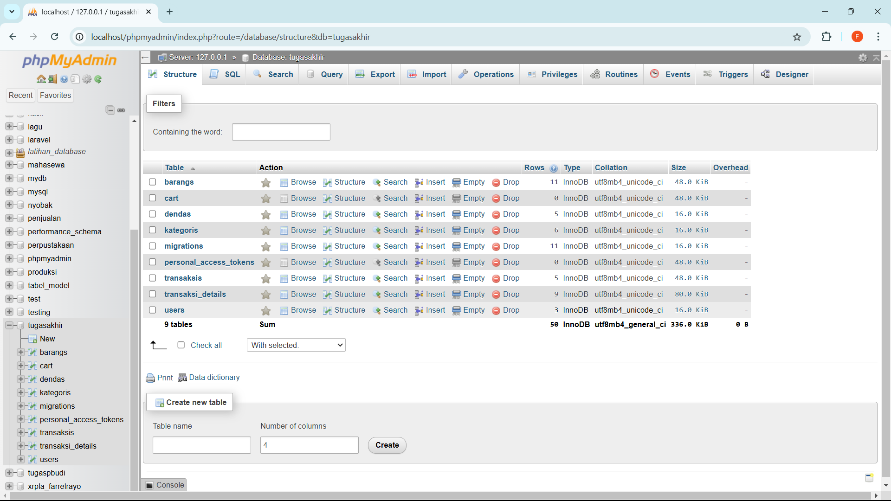 localhost / 127.0.0.1 / tugasakh
localhost/phpmyadmin/index.php?route=/database/structure&db=tugasakhir
F
phpMyAdmin
Recent Favorites
lagu
laravel
latihan_database
mahasewa
mydb
mysql
nyobak
penjualan
performance_schema
perpustakaan
phpmyadmin
produksi
tabel_model
test
testing
tugasakhir
New
barangs
cart
dendas
kategoris
migrations
personal_access_tokens
transaksis
transaksi_details
users
tugaspbudi
xrpla_farrelrayo
Server: 127.0.0.1 » Database: tugasakhir
Structure SQL Search Query Export Import Operations Privileges Routines Events Triggers Designer
Filters
Containing the word:
Table Action Rows Type Collation Size Overhead
barangs Browse Structure Search Insert Empty Drop 11 InnoDB utf8mb4_unicode_ci 48.0 KiB -
cart Browse Structure Search Insert Empty Drop 0 InnoDB utf8mb4_unicode_ci 48.0 KiB -
dendas Browse Structure Search Insert Empty Drop 5 InnoDB utf8mb4_unicode_ci 16.0 KiB -
kategoris Browse Structure Search Insert Empty Drop 6 InnoDB utf8mb4_unicode_ci 16.0 KiB -
migrations Browse Structure Search Insert Empty Drop 11 InnoDB utf8mb4_unicode_ci 16.0 KiB -
personal_access_tokens Browse Structure Search Insert Empty Drop 0 InnoDB utf8mb4_unicode_ci 48.0 KiB -
transaksis Browse Structure Search Insert Empty Drop 5 InnoDB utf8mb4_unicode_ci 48.0 KiB -
transaksi_details Browse Structure Search Insert Empty Drop 9 InnoDB utf8mb4_unicode_ci 80.0 KiB -
users Browse Structure Search Insert Empty Drop 3 InnoDB utf8mb4_unicode_ci 16.0 KiB -
9 tables Sum 50 InnoDB utf8mb4_general_ci 336.0 KiB 0 B
Check all With selected:
Print Data dictionary
Create new table
Table name Number of columns
4 Create
Console